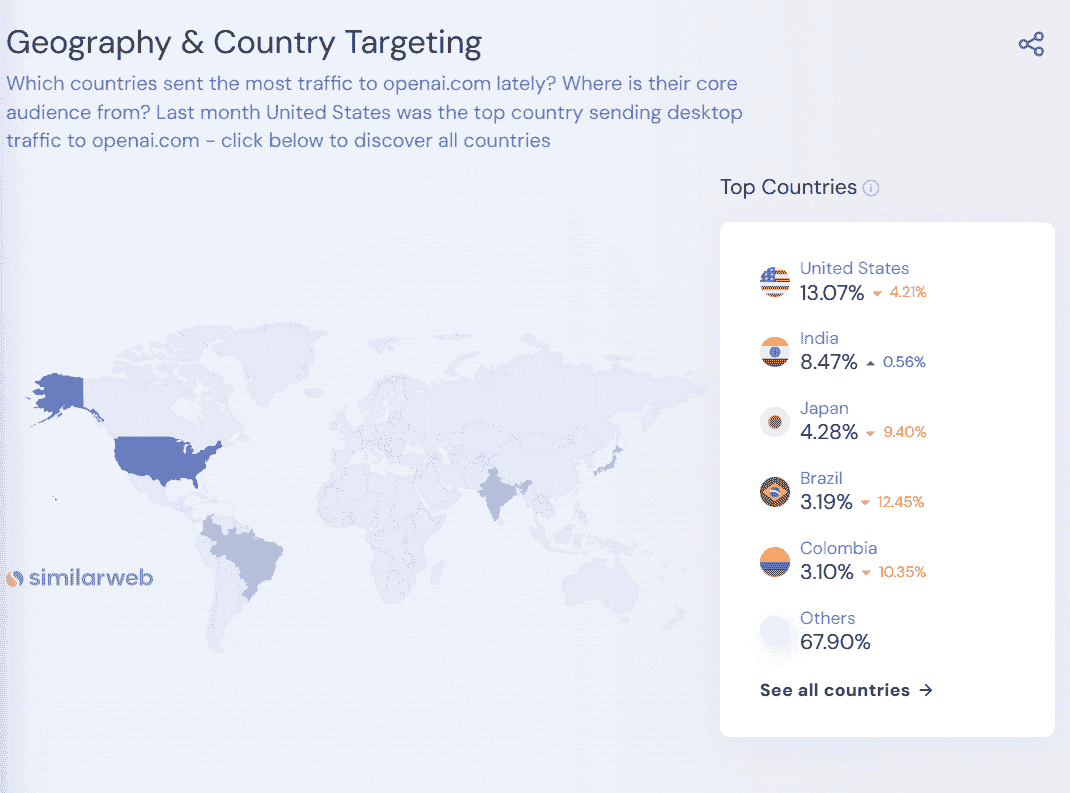 Geography & Country Targeting
Which countries sent the most traffic to openai.com lately? Where is their core
audience from? Last month United States was the top country sending desktop
traffic to openai.com - click below to discover all countries
Top Countries
United States
13.07% 4.21%
India
8.47% 0.56%
Japan
4.28% 9.40%
Brazil
3.19% 12.45%
Colombia
3.10% 10.35%
similarweb
Others
67.90%
See all countries →